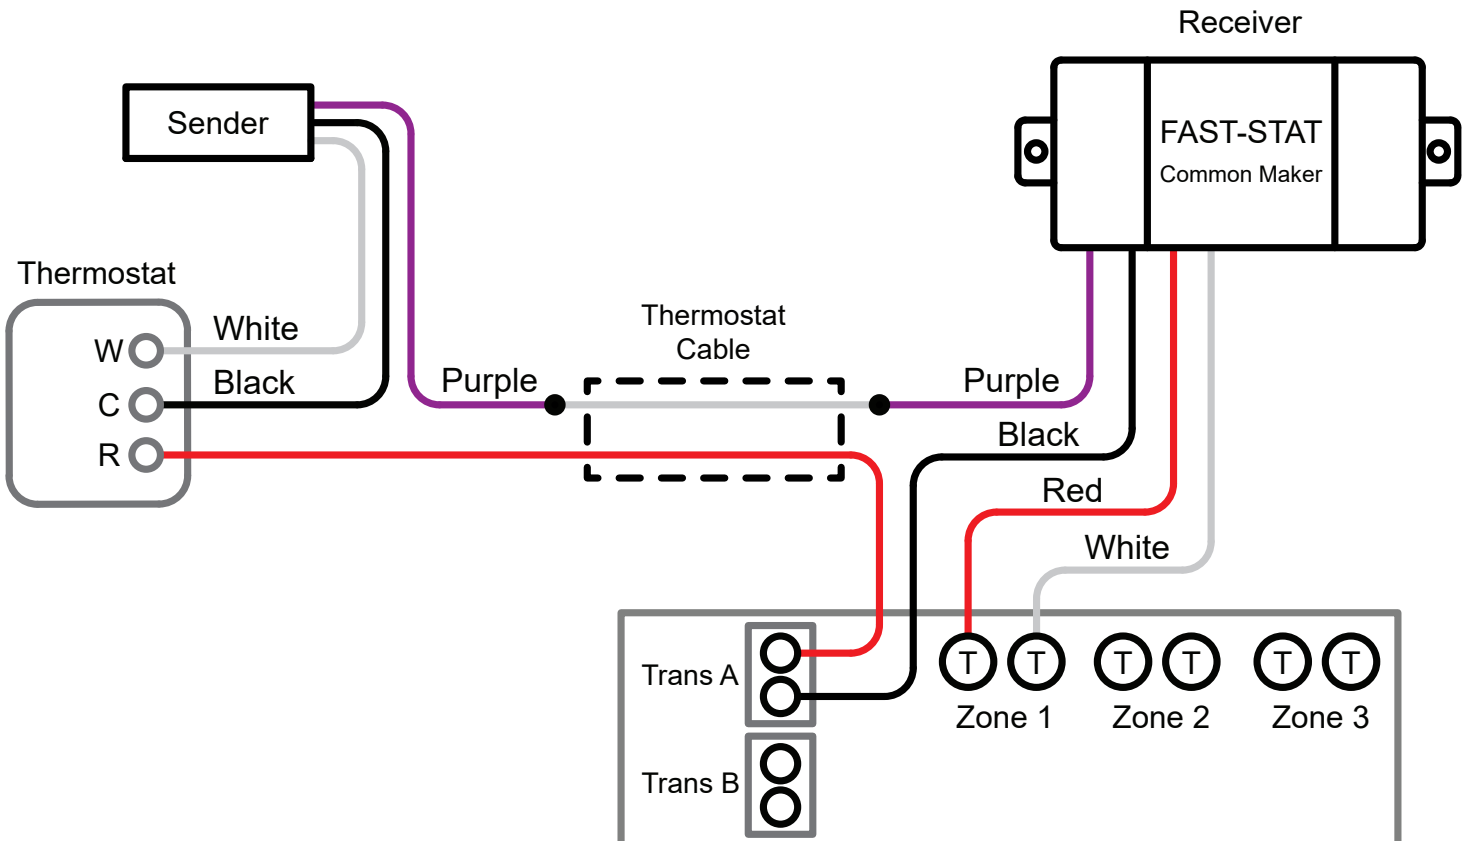 Receiver
Sender
FAST-STAT
Common Maker
Thermostat
W
White
C
Black
R
Thermostat
Cable
Purple
Purple
Black
Red
White
Trans A
T
T
T
T
T
T
Zone 1
Zone 2
Zone 3
Trans B